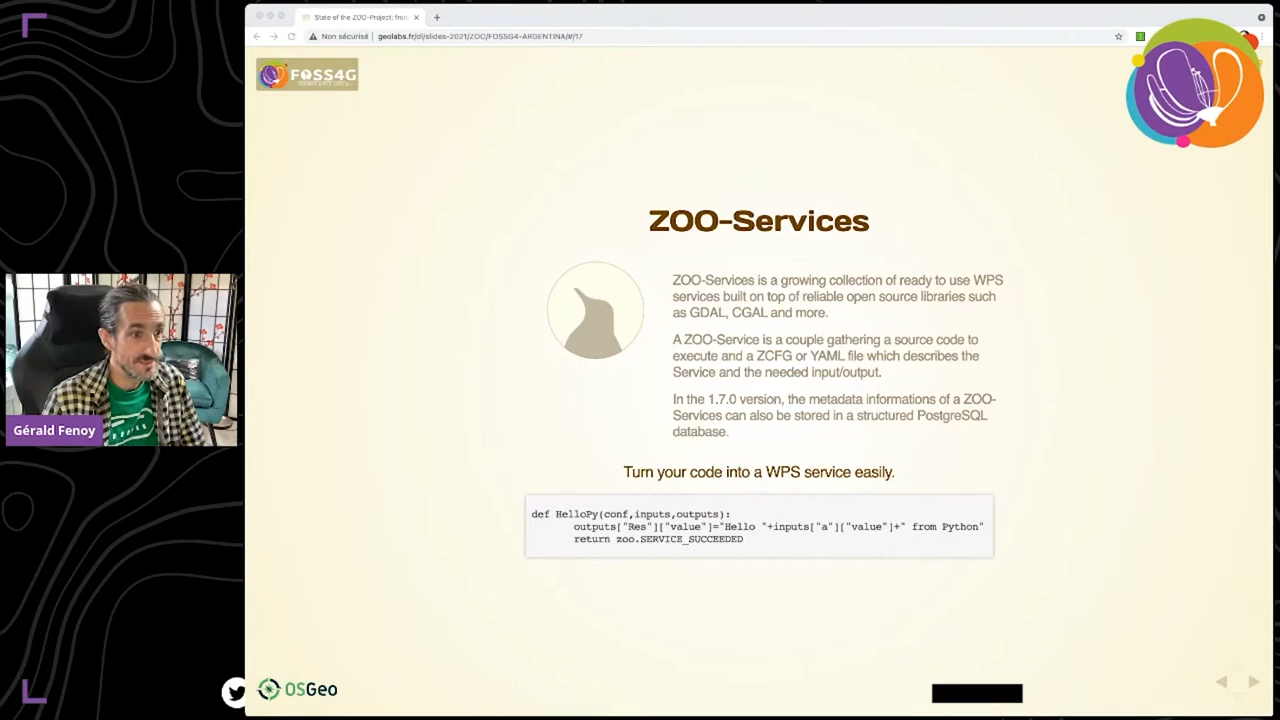 State of the ZOO-Project: fro
Non sécurisé | geolabs.fr/dl/slides-2021/ZOO/FOSSG4-ARGENTINA/#/17
FOSS4G
ZOO-Services
ZOO-Services is a growing collection of ready to use WPS
services built on top of reliable open source libraries such
as GDAL, CGAL and more.
A ZOO-Service is a couple gathering a source code to
execute and a ZCFG or YAML file which describes the
Service and the needed input/output.
In the 1.7.0 version, the metadata informations of a ZOO-
Services can also be stored in a structured PostgreSQL
database.
Gérald Fenoy
Turn your code into a WPS service easily.
def HelloPy(conf,inputs,outputs):
outputs["Res"]["value"]="Hello "+inputs["a"]["value"]+" from Python"
return zoo.SERVICE_SUCCEEDED
OSGeo